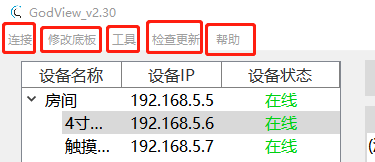 GodView_v2.30
连接 修改底板 工具 检查更新 帮助
设备名称 设备IP 设备状态
房间 192.168.5.5 在线
4寸... 192.168.5.6 在线
触摸... 192.168.5.7 在线